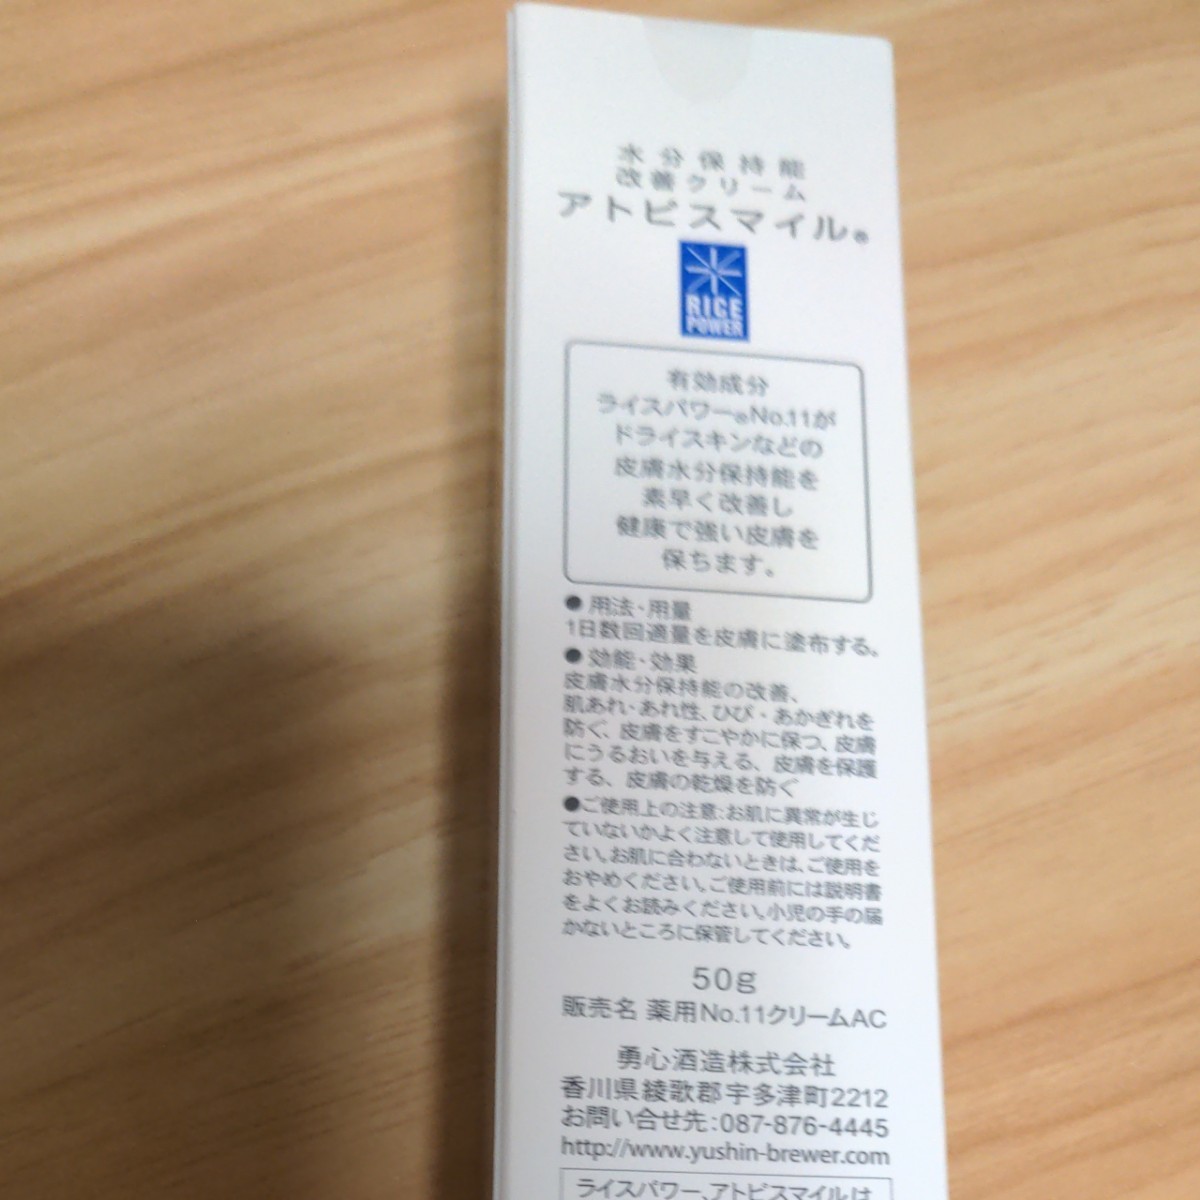 水分保持能
改善クリーム
アトピスマイル®
RICE
POWER
有効成分
ライスパワー®No.11が
ドライスキンなどの
皮膚水分保持能を
素早く改善し
健康で強い皮膚を
保ちます。
●用法・用量
1日数回適量を皮膚に塗布する。
●効能・効果
皮膚水分保持能の改善、
肌あれ・あれ性、ひび・あかぎれを
防ぐ、皮膚をすこやかに保つ、皮膚
にうるおいを与える、皮膚を保護
する、皮膚の乾燥を防ぐ
●ご使用上の注意:お肌に異常が生じ
ていないかよく注意して使用してくだ
さい。お肌に合わないときは、ご使用を
おやめください。ご使用前には説明書
をよくお読みください。小児の手の届
かないところに保管してください。
50g
販売名 薬用No.11クリームAC
勇心酒造株式会社
香川県綾歌郡宇多津町2212
お問い合せ先:087-876-4445
http://www.yushin-brewer.com
ライスパワー、アトピスマイルは